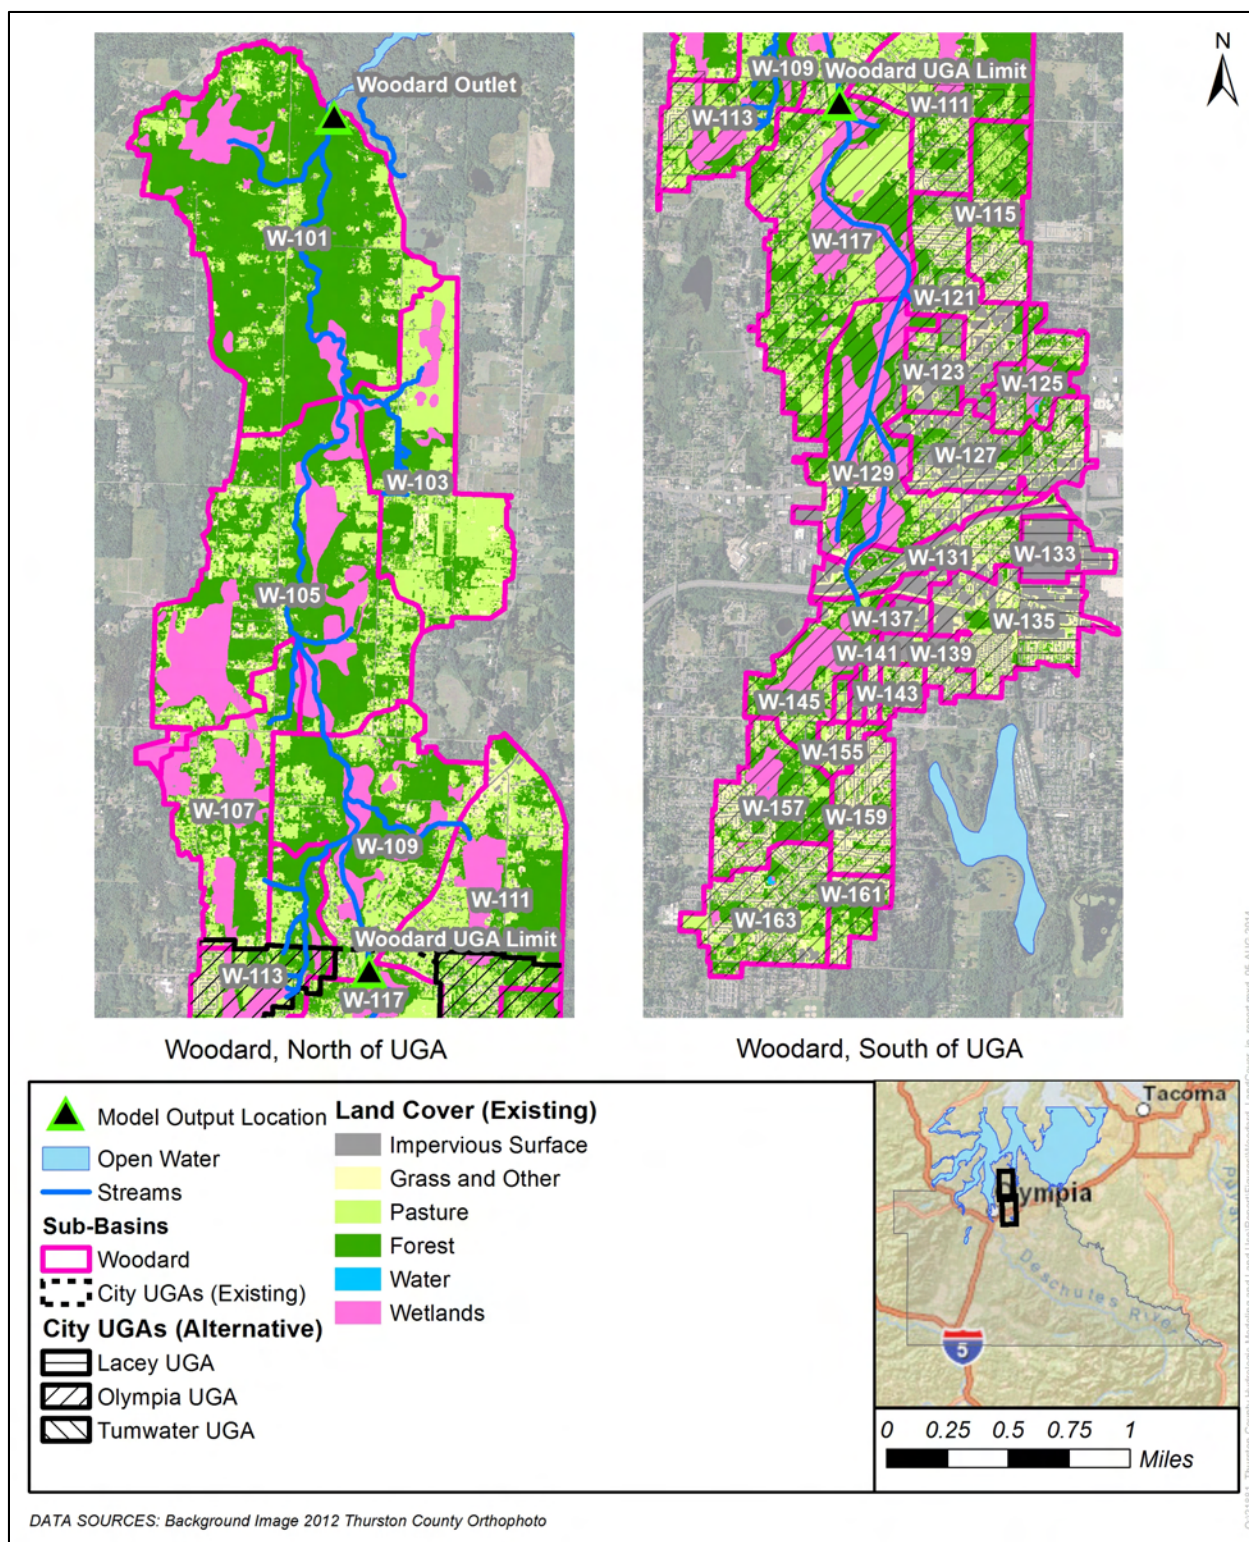 N
Woodard Outlet
W-101
W-103
W-105
W-107
W-109
W-111
Woodard UGA Limit
W-113
W-117
W-109
Woodard UGA Limit
W-111
W-113
W-115
W-117
W-121
W-123
W-125
W-127
W-129
W-131
W-133
W-135
W-137
W-141
W-139
W-143
W-145
W-155
W-157
W-159
W-161
W-163
Woodard, North of UGA
Woodard, South of UGA
Model Output Location
Open Water
Streams
Sub-Basins
Woodard
City UGAs (Existing)
City UGAs (Alternative)
Lacey UGA
Olympia UGA
Tumwater UGA
Land Cover (Existing)
Impervious Surface
Grass and Other
Pasture
Forest
Water
Wetlands
Tacoma
Olympia
Deschutes River
5
0 0.25 0.5 0.75 1
Miles
DATA SOURCES: Background Image 2012 Thurston County Orthophoto